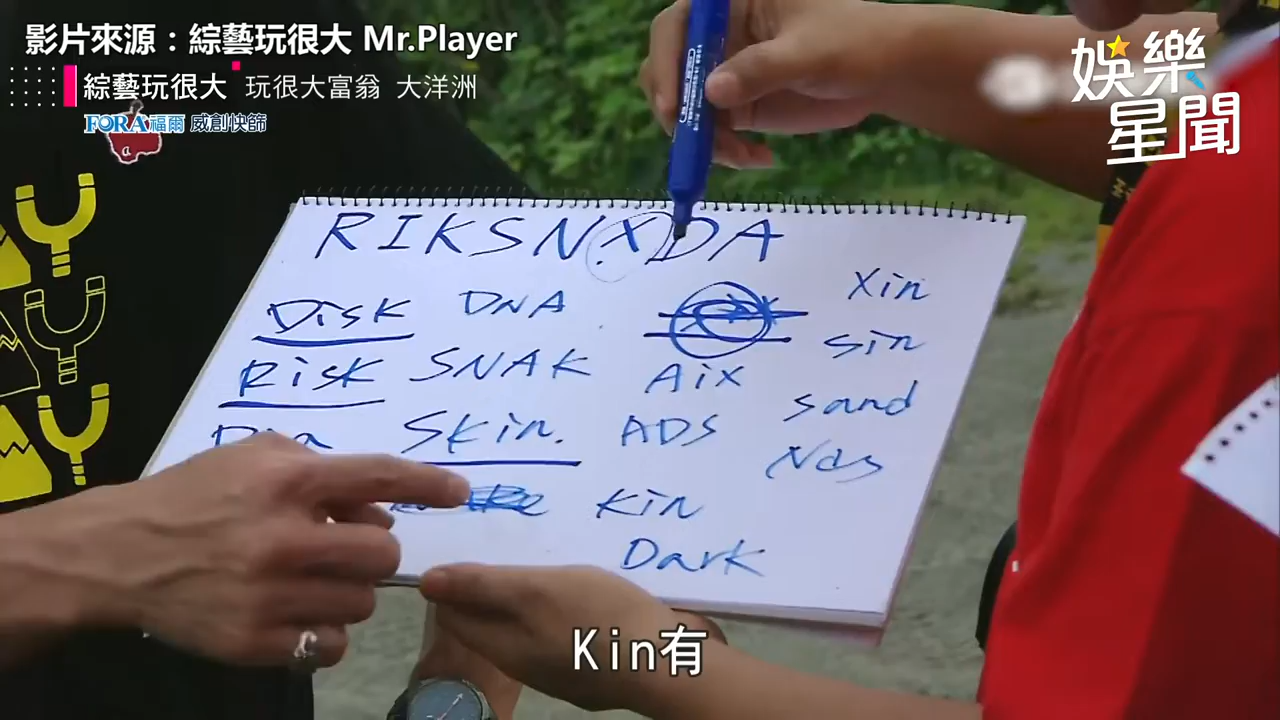 影片來源：綜藝玩很大 Mr.Player
綜藝玩很大 玩很大富翁 大洋洲
FORA福爾 威創快篩
娛樂
星聞
RIKSNXDA
Disk DNA Xin
Risk SNAK Aix Sin
Skin. ADS Sand
Kin Nds
Dark
Kin有